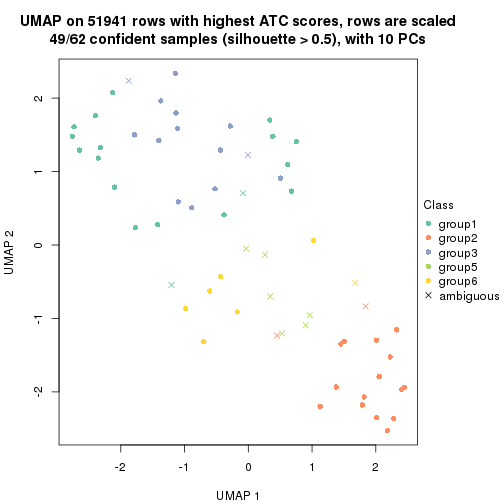 UMAP on 51941 rows with highest ATC scores, rows are scaled
49/62 confident samples (silhouette > 0.5), with 10 PCs
2
1
0
-1
-2
UMAP 2
-2
-1
0
1
2
UMAP 1
Class
group1
group2
group3
group5
group6
ambiguous